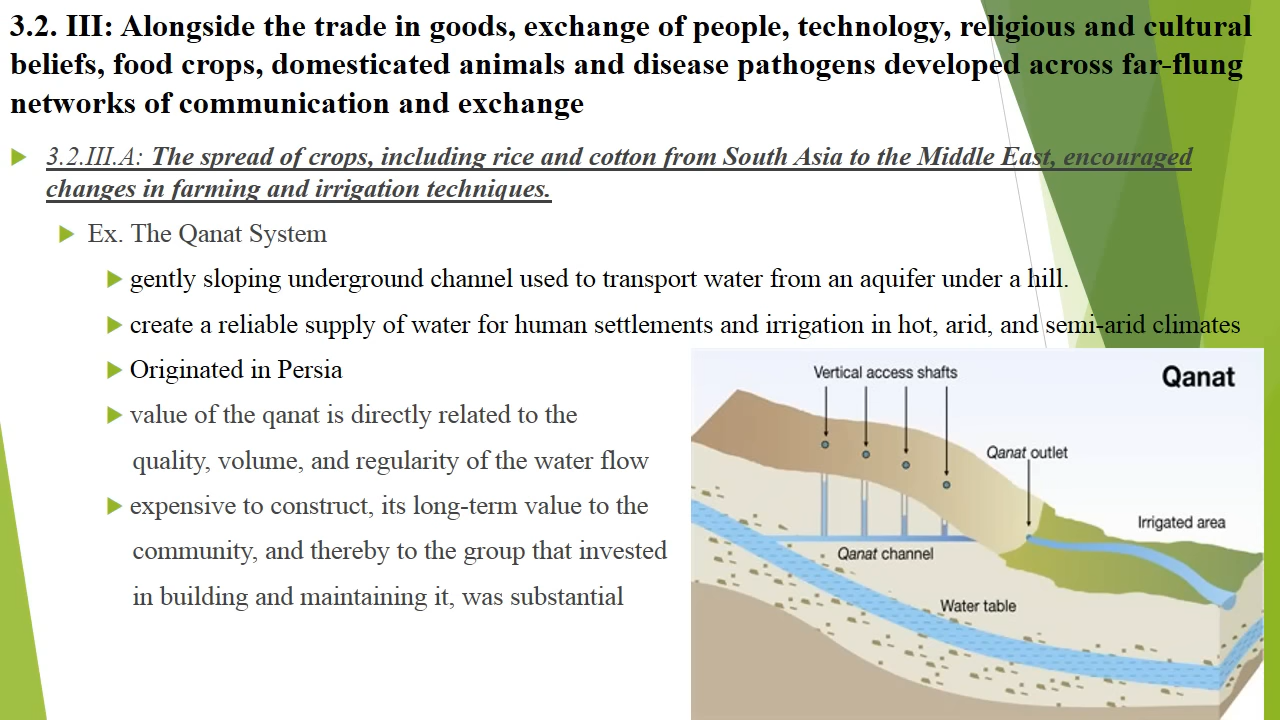 3.2. III: Alongside the trade in goods, exchange of people, technology, religious and cultural
beliefs, food crops, domesticated animals and disease pathogens developed across far-flung
networks of communication and exchange
3.2.III.A: The spread of crops, including rice and cotton from South Asia to the Middle East, encouraged
changes in farming and irrigation techniques.
Ex. The Qanat System
gently sloping underground channel used to transport water from an aquifer under a hill.
create a reliable supply of water for human settlements and irrigation in hot, arid, and semi-arid climates
Originated in Persia
value of the qanat is directly related to the
quality, volume, and regularity of the water flow
expensive to construct, its long-term value to the
community, and thereby to the group that invested
in building and maintaining it, was substantial
Vertical access shafts
Qanat
Qanat outlet
Irrigated area
Qanat channel
Water table